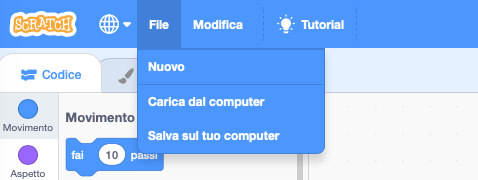 SCRATCH
File
Modifica
Tutorial
Nuovo
Codice
Carica dal computer
Salva sul tuo computer
Movimento
Movimento
fai 10 passi
Aspetto